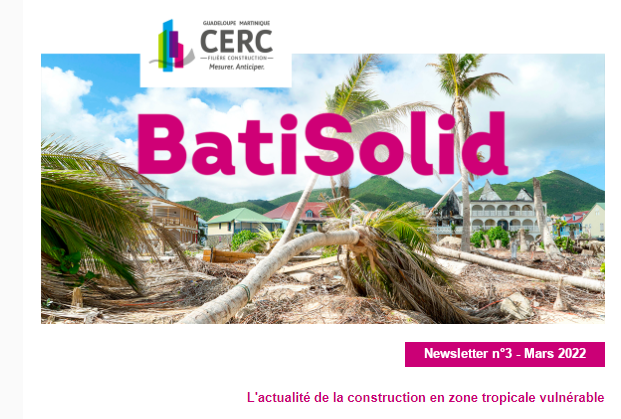 GUADELOUPE MARTINIQUE
CERC
FILIÈRE CONSTRUCTION
Mesurer. Anticiper.
BatiSolid
Newsletter n°3 - Mars 2022
L'actualité de la construction en zone tropicale vulnérable